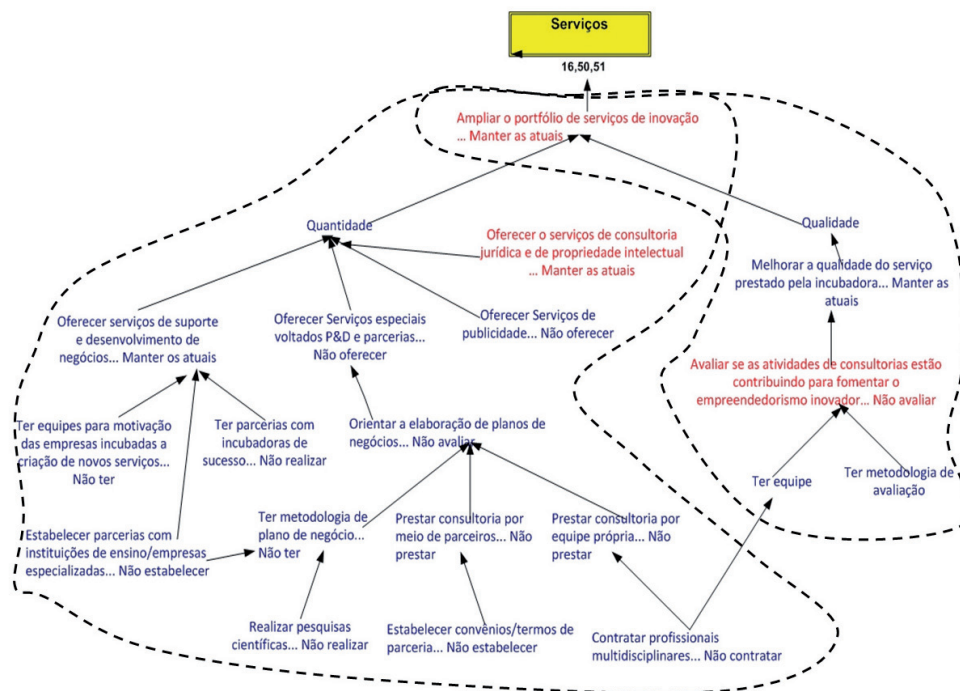 Serviços
16,50,51
Ampliar o portfólio de serviços de inovação
... Manter as atuais
Quantidade
Oferecer o serviços de consultoria
jurídica e de propriedade intelectual
... Manter as atuais
Qualidade
Melhorar a qualidade do serviço
prestado pela incubadora... Manter as
atuais
Oferecer serviços de suporte
e desenvolvimento de
negócios... Manter os atuais
Oferecer Serviços especiais
voltados P&D e parcerias...
Não oferecer
Oferecer Serviços de
publicidade... Não oferecer
Avaliar se as atividades de consultorias estão
contribuindo para fomentar o
empreendedorismo inovador... Não avaliar
Ter equipes para motivação
das empresas incubadas a
criação de novos serviços...
Não ter
Ter parcerias com
incubadoras de
sucesso... Não realizar
Orientar a elaboração de planos de
negócios... Não avaliar
Ter equipe
Ter metodologia de
avaliação
Estabelecer parcerias com
instituições de ensino/empresas
especializadas... Não estabelecer
Ter metodologia de
plano de negócio...
Não ter
Prestar consultoria por
meio de parceiros... Não
prestar
Prestar consultoria por
equipe própria... Não
prestar
Realizar pesquisas
científicas... Não realizar
Estabelecer convênios/termos de
parceria... Não estabelecer
Contratar profissionais
multidisciplinares... Não contratar